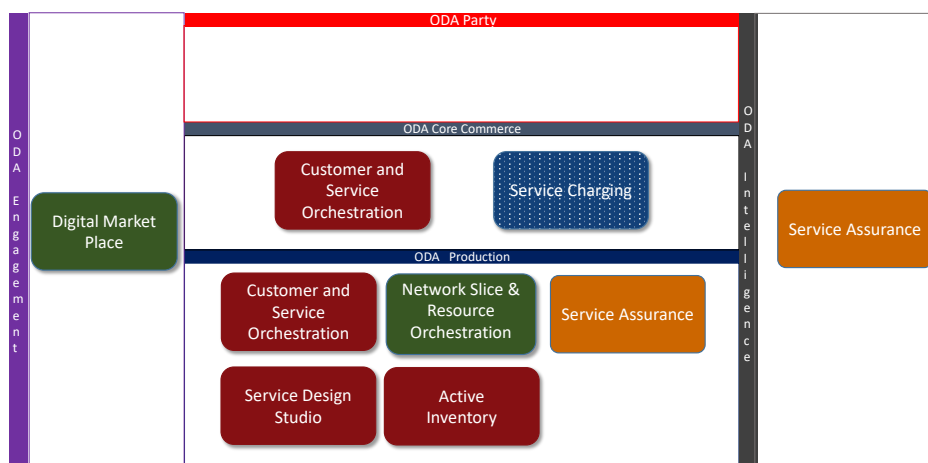 ODA Party
ODA Engagement
ODA Core Commerce
ODA Intelligence
Customer and
Service
Orchestration
Service Charging
Digital Market
Place
Service Assurance
ODA Production
Customer and
Service
Orchestration
Network Slice &
Resource
Orchestration
Service Assurance
Service Design
Studio
Active
Inventory